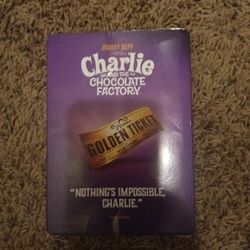 JOHNNY DEPP
Charlie
AND THE
CHOCOLATE
FACTORY
GOLDEN TICKET
"NOTHING'S IMPOSSIBLE,
CHARLIE."